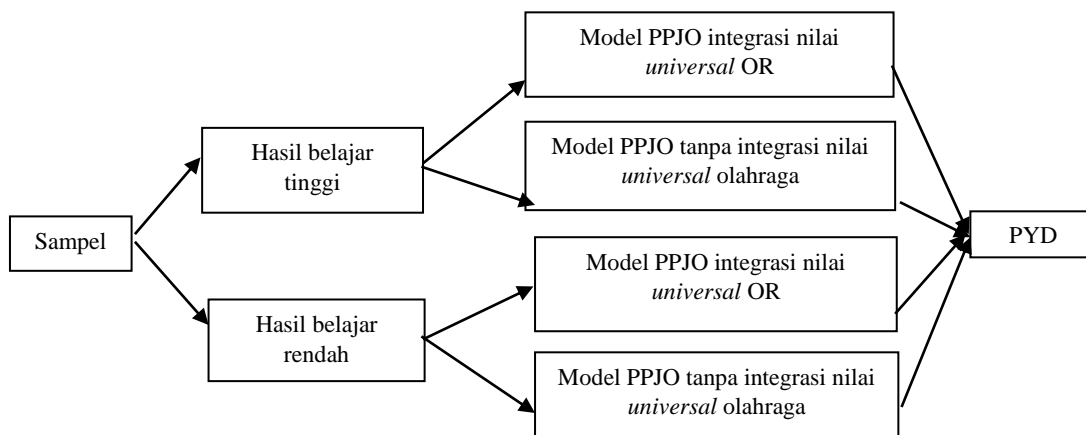 Model PPJO integrasi nilai
universal OR
Hasil belajar
tinggi
Model PPJO tanpa integrasi nilai
universal olahraga
Sampel
PYD
Model PPJO integrasi nilai
universal OR
Hasil belajar
rendah
Model PPJO tanpa integrasi nilai
universal olahraga